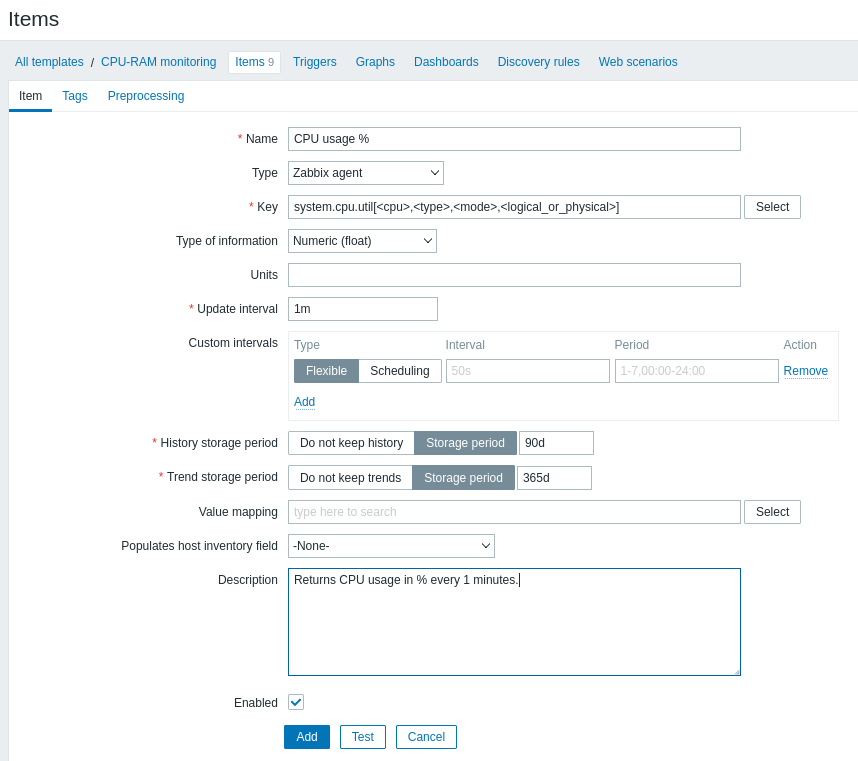 Items
All templates / CPU-RAM monitoring Items 9 Triggers Graphs Dashboards Discovery rules Web scenarios
Item Tags Preprocessing
* Name CPU usage %
Type Zabbix agent
* Key system.cpu.util[<cpu>,<type>,<mode>,<logical_or_physical>] Select
Type of information Numeric (float)
Units
* Update interval 1m
Custom intervals Type Interval Period Action
Flexible Scheduling 50s 1-7,00:00-24:00 Remove
Add
* History storage period Do not keep history Storage period 90d
* Trend storage period Do not keep trends Storage period 365d
Value mapping type here to search Select
Populates host inventory field -None-
Description Returns CPU usage in % every 1 minutes.
Enabled
Add Test Cancel